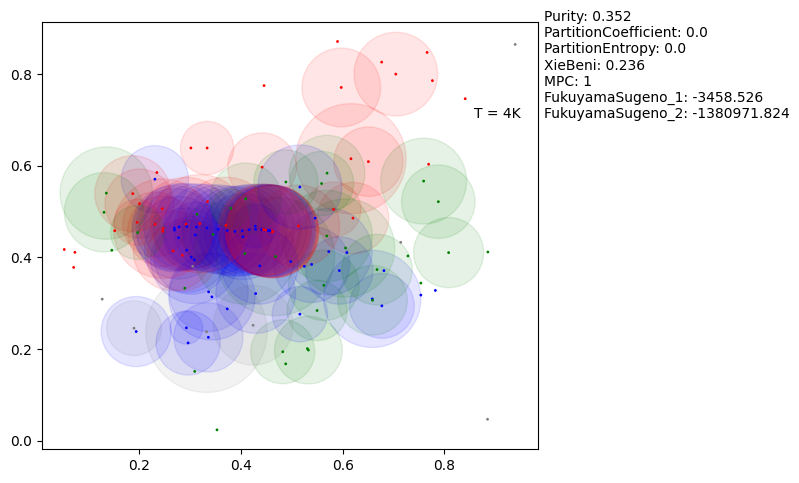 Purity: 0.352
PartitionCoefficient: 0.0
PartitionEntropy: 0.0
XieBeni: 0.236
MPC: 1
FukuyamaSugeno_1: -3458.526
FukuyamaSugeno_2: -1380971.824
T = 4K
0.8
0.6
0.4
0.2
0.0
0.2 0.4 0.6 0.8